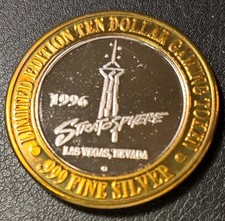 LIMITED EDITION TEN DOLLAR GAMING TOKEN
1996
STRATOSPHERE
LAS VEGAS, NEVADA
.999 FINE SILVER